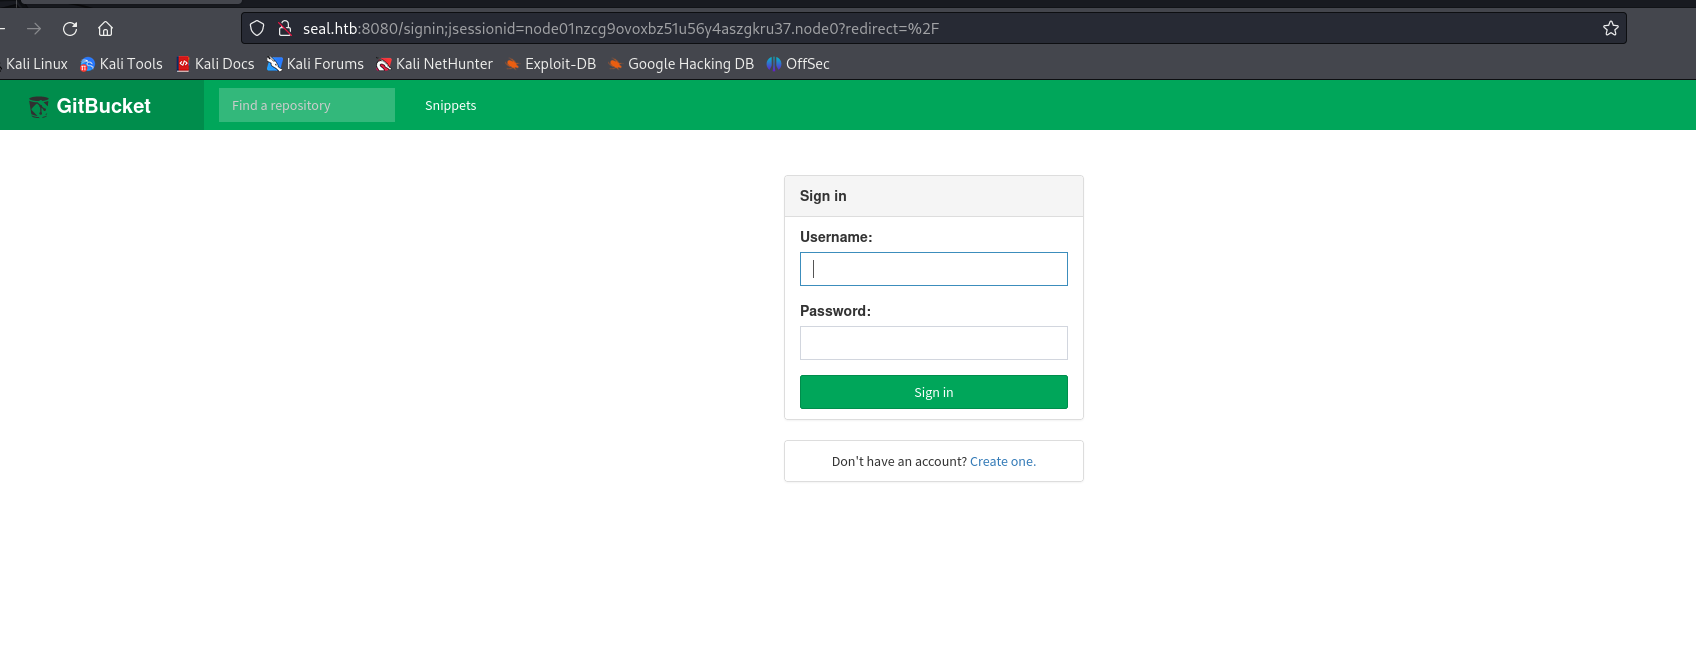 seal.htb:8080/signin;jsessionid=node01nzcg9ovoxbz51u56y4aszgkru37.node0?redirect=%2F
Kali Linux Kali Tools Kali Docs Kali Forums Kali NetHunter Exploit-DB Google Hacking DB OffSec
GitBucket Find a repository Snippets
Sign in
Username:
Password:
Sign in
Don't have an account? Create one.